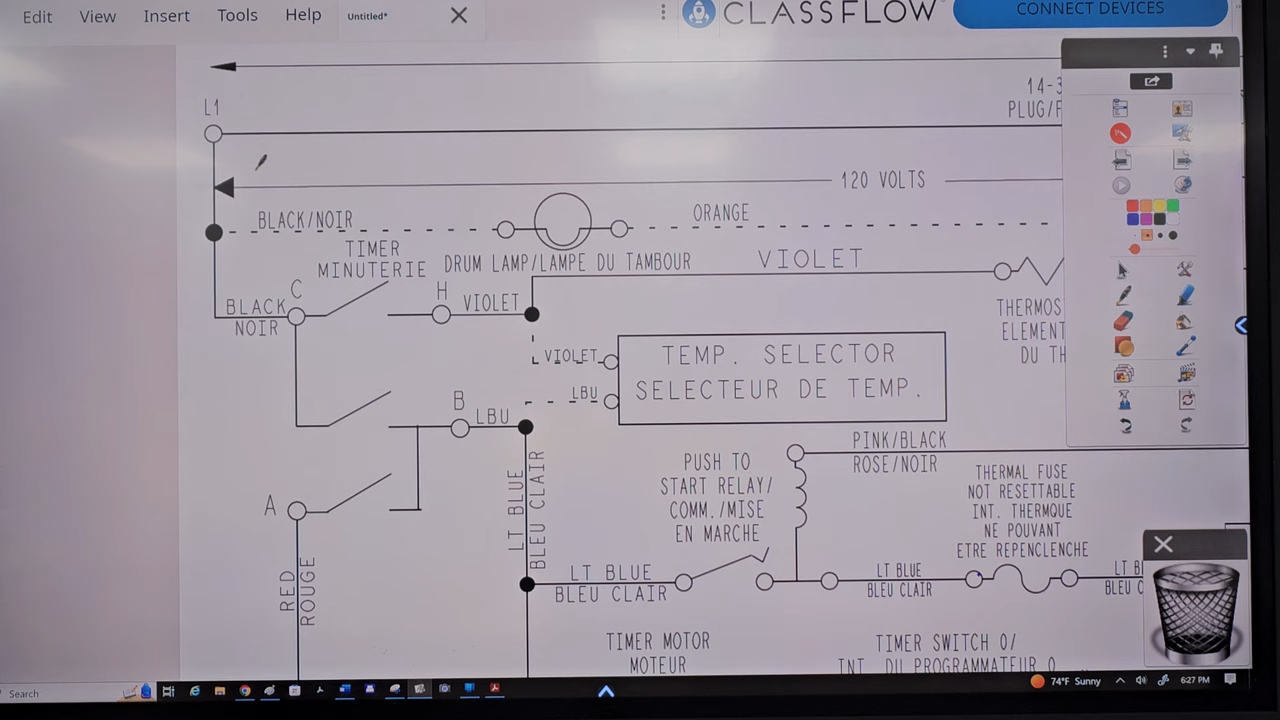 Edit View Insert Tools Help Untitled*
CLASSFLOW
CONNECT DEVICES
L1
14-3
PLUG/F
120 VOLTS
BLACK/NOIR
ORANGE
TIMER
MINUTERIE
DRUM LAMP/LAMPE DU TAMBOUR
VIOLET
C
H
BLACK
NOIR
VIOLET
THERMOS
ELEMENT
DU TH
VIOLET
TEMP. SELECTOR
LBU
SELECTEUR DE TEMP.
B
LBU
PINK/BLACK
ROSE/NOIR
PUSH TO
START RELAY/
COMM./MISE
EN MARCHE
THERMAL FUSE
NOT RESETTABLE
INT. THERMQUE
NE POUVANT
ETRE REPENCLENCHE
A
LT BLUE
BLEU CLAIR
RED
ROUGE
LT BLUE
BLEU CLAIR
LT BLUE
BLEU CLAIR
LT B
BLEU C
TIMER MOTOR
MOTEUR
TIMER SWITCH O/
INT. DU PROGRAMMATEUR O
Search
74°F Sunny
6:27 PM